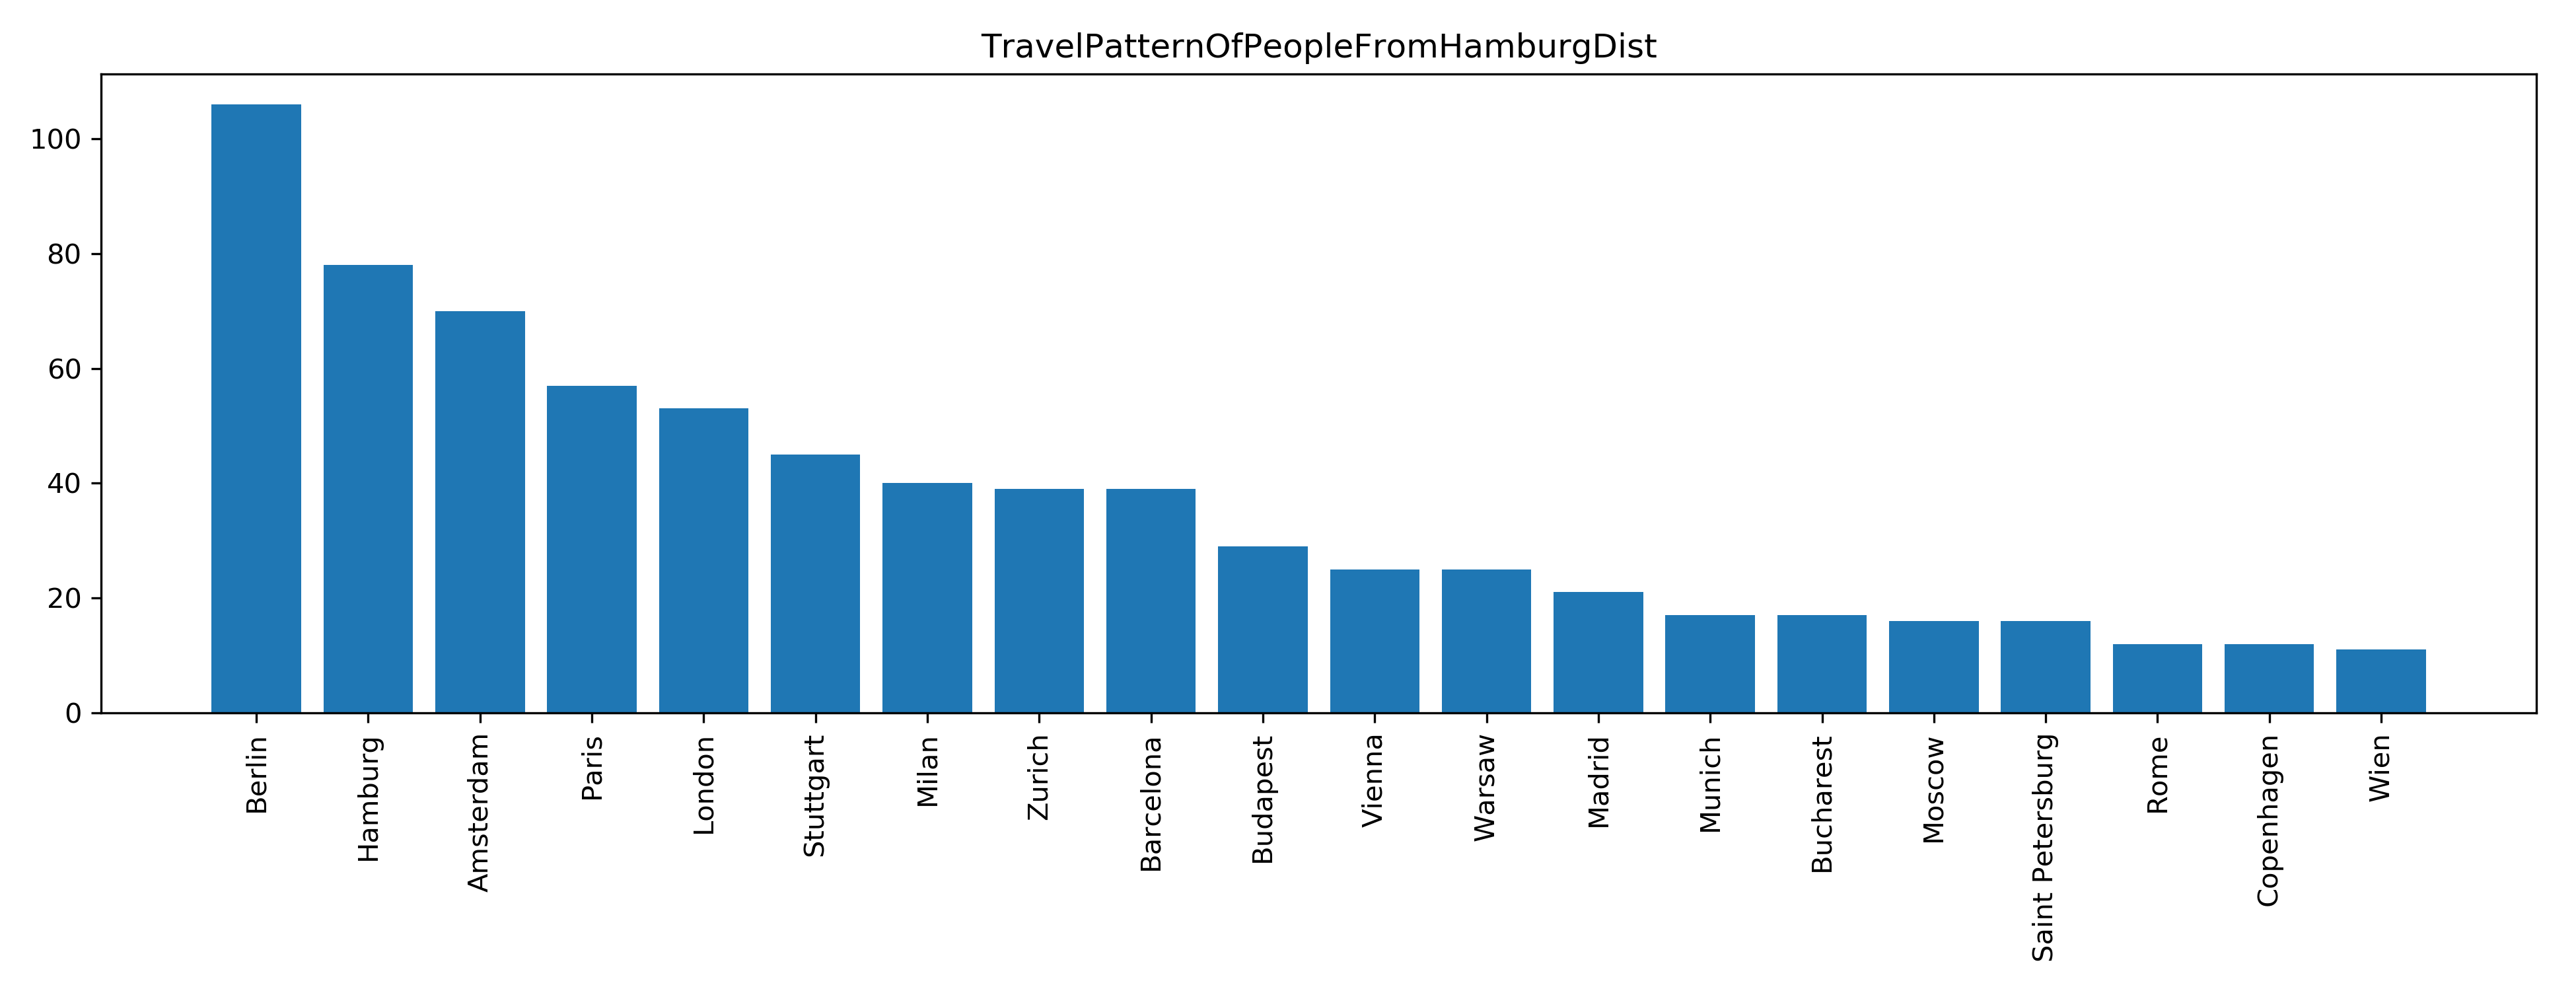 TravelPatternOfPeopleFromHamburgDist
100
80
60
40
20
0
Berlin
Hamburg
Amsterdam
Paris
London
Stuttgart
Milan
Zurich
Barcelona
Budapest
Vienna
Warsaw
Madrid
Munich
Bucharest
Moscow
Saint Petersburg
Rome
Copenhagen
Wien